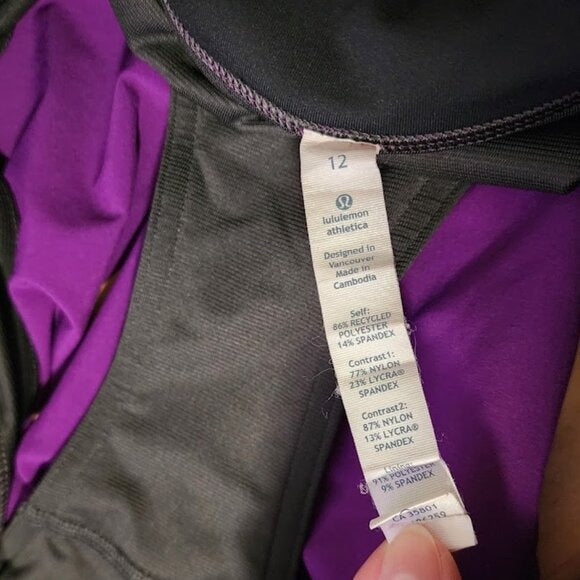 12
lululemon
athletica
Designed in
Vancouver
Made in
Cambodia
Self:
86% RECYCLED
POLYESTER
14% SPANDEX
Contrast1:
77% NYLON
23% LYCRA®
SPANDEX
Contrast2:
87% NYLON
13% LYCRA®
SPANDEX
Lining:
91% POLYESTER
9% SPANDEX
CA 35801